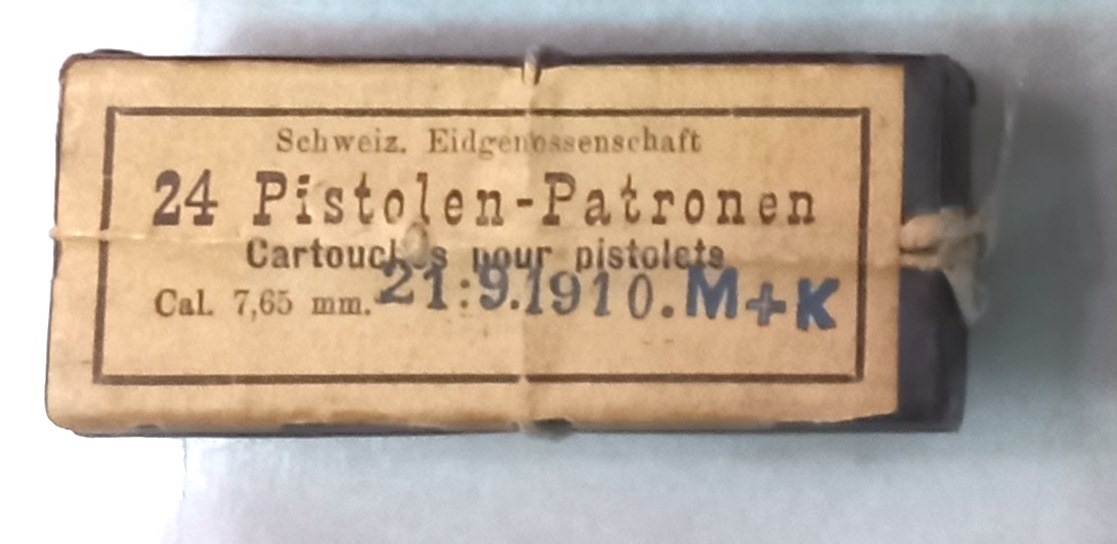 Schweiz. Eidgenossenschaft
24 Pistolen-Patronen
Cartouches pour pistolets
Cal. 7,65 mm. 21:9.1910. M+K